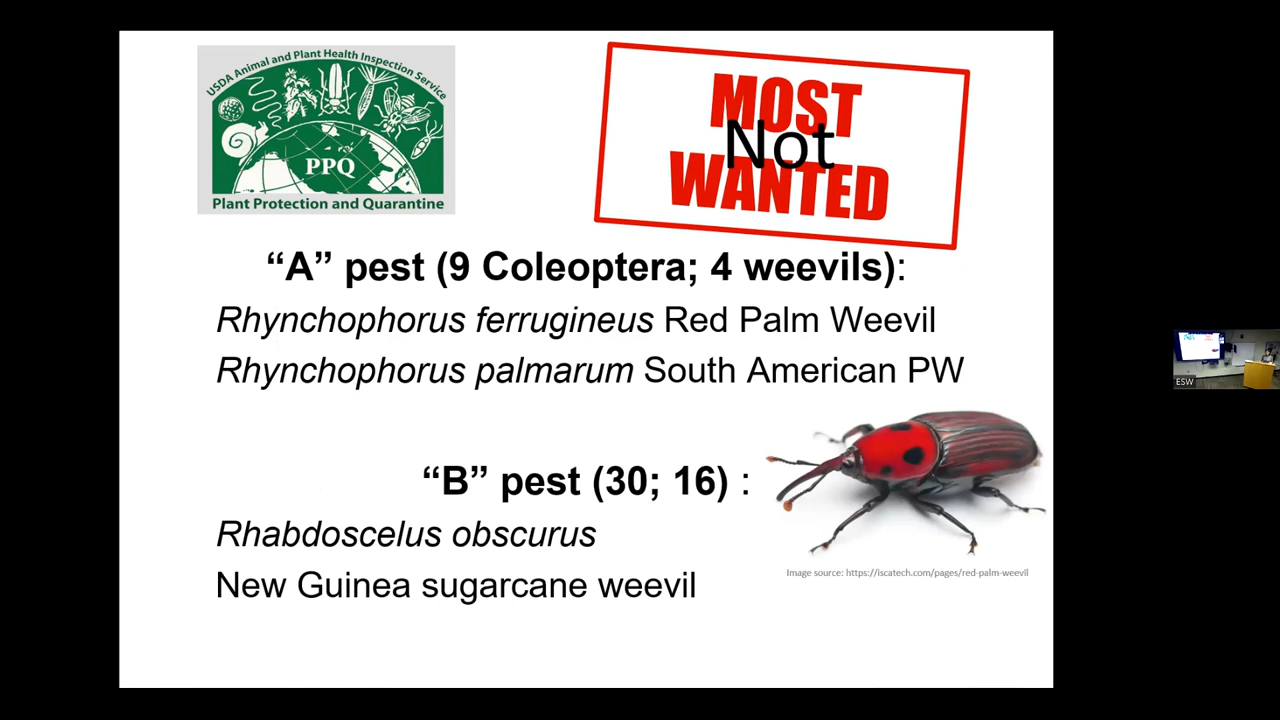 USDA Animal and Plant Health Inspection Service
PPQ
Plant Protection and Quarantine
MOST
Not
WANTED
“A” pest (9 Coleoptera; 4 weevils):
Rhynchophorus ferrugineus Red Palm Weevil
Rhynchophorus palmarum South American PW
“B” pest (30; 16) :
Rhabdoscelus obscurus
New Guinea sugarcane weevil
Image source: https://iscatech.com/pages/red-palm-weevil
ESW